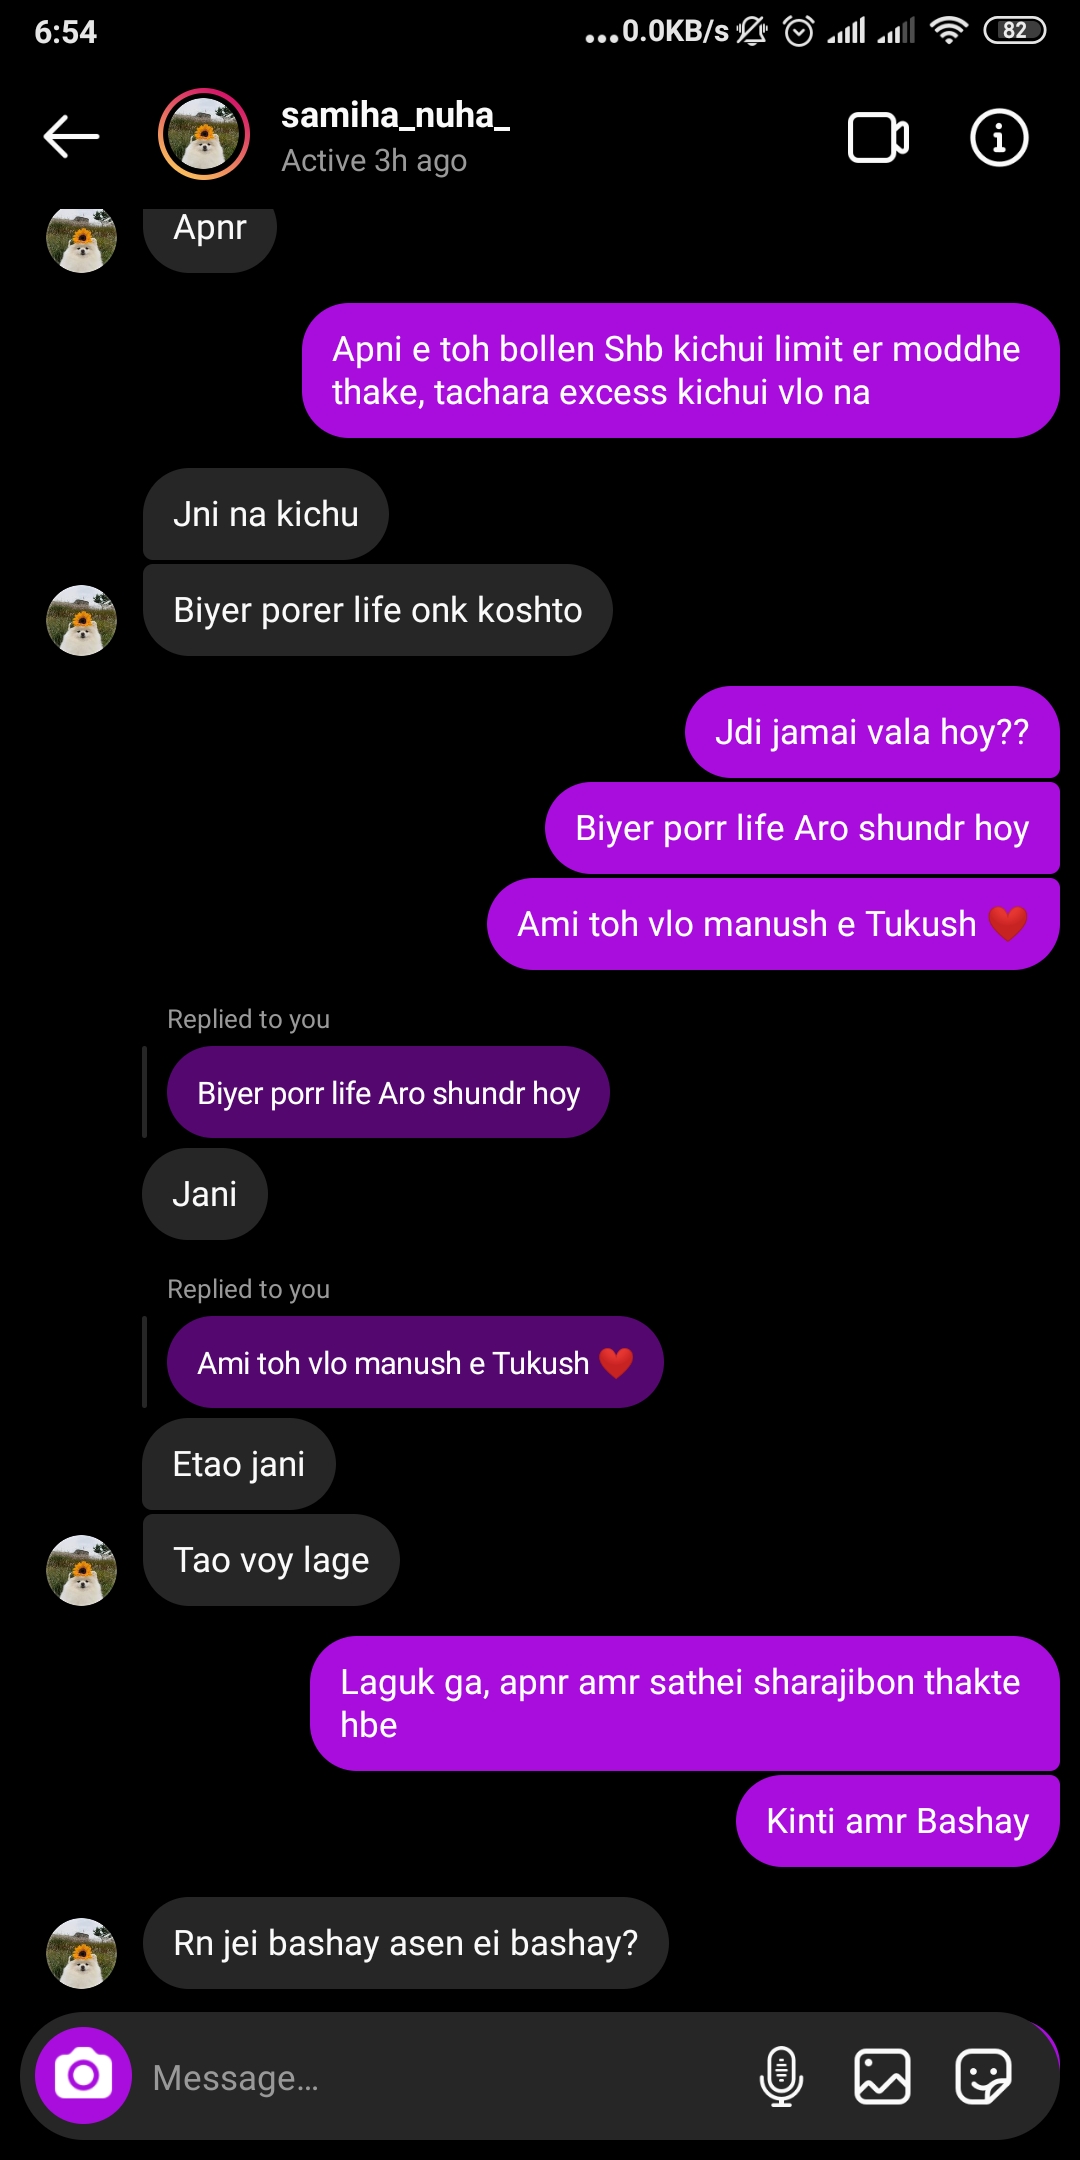 6:54
...0.0KB/s
82
samiha_nuha_
Active 3h ago
Apnr
Apni e toh bollen Shb kichui limit er moddhe
thake, tachara excess kichui vlo na
Jni na kichu
Biyer porer life onk koshto
Jdi jamai vala hoy??
Biyer porr life Aro shundr hoy
Ami toh vlo manush e Tukush ❤️
Replied to you
Biyer porr life Aro shundr hoy
Jani
Replied to you
Ami toh vlo manush e Tukush ❤️
Etao jani
Tao voy lage
Laguk ga, apnr amr sathei sharajibon thakte
hbe
Kinti amr Bashay
Rn jei bashay asen ei bashay?
Message...